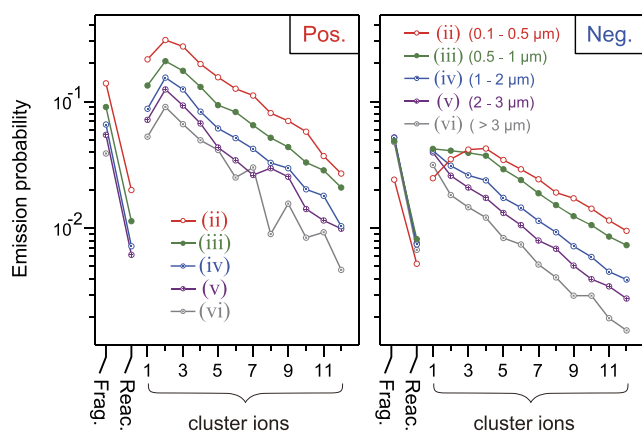 Pos.
Neg.
Emission probability
10⁻¹
10⁻²
(ii)
(iii)
(iv)
(v)
(vi)
(ii) (0.1 - 0.5 µm)
(iii) (0.5 - 1 µm)
(iv) (1 - 2 µm)
(v) (2 - 3 µm)
(vi) ( > 3 µm)
Frag.
Reac.
1 3 5 7 9 11
cluster ions
Frag.
Reac.
1 3 5 7 9 11
cluster ions